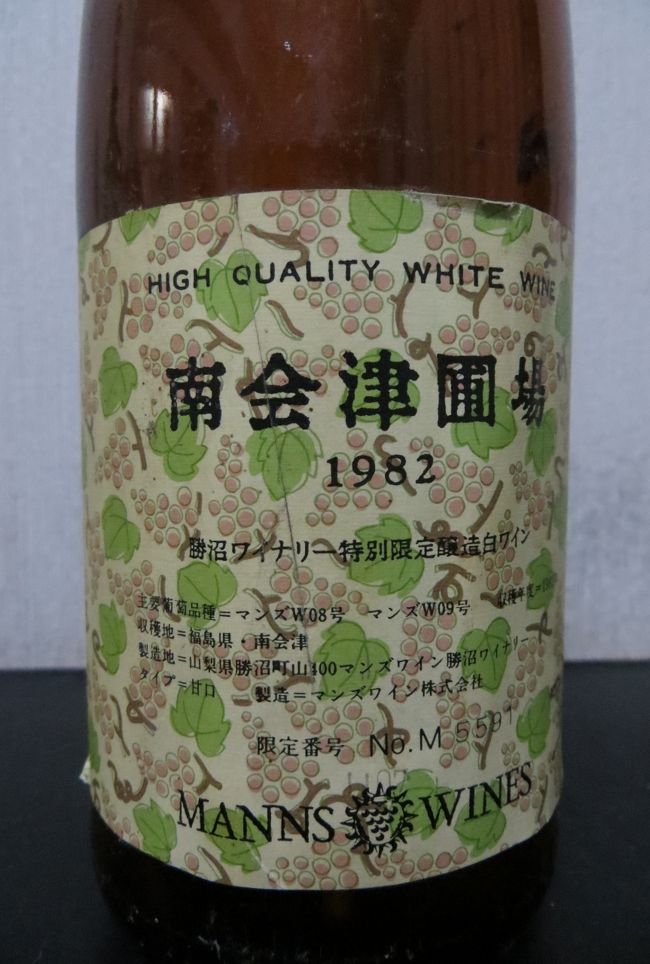 HIGH QUALITY WHITE WINE
南会津圃場
1982
勝沼ワイナリー特別限定醸造白ワイン
主要葡萄品種=マンズW08号 マンズW09号 収穫年度=
収穫地=福島県・南会津
製造地=山梨県勝沼町山400マンズワイン勝沼ワイナリー
タイプ=甘口 製造=マンズワイン株式会社
限定番号 No.M 5591
MANNS WINES